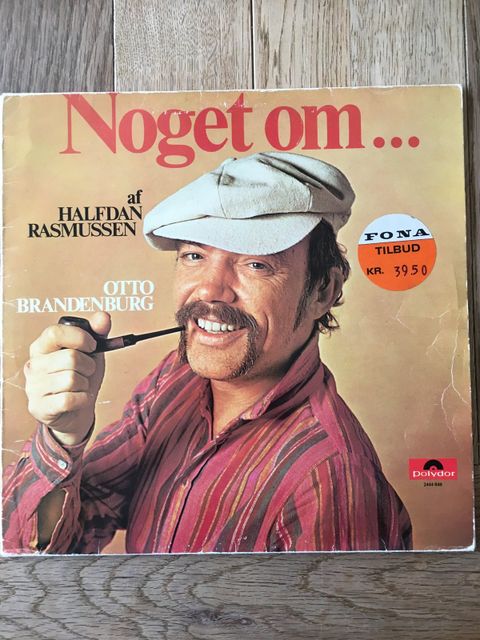 Noget om...
af
HALFDAN
RASMUSSEN
OTTO
BRANDENBURG
FONA
TILBUD
KR. 39.50
polydor